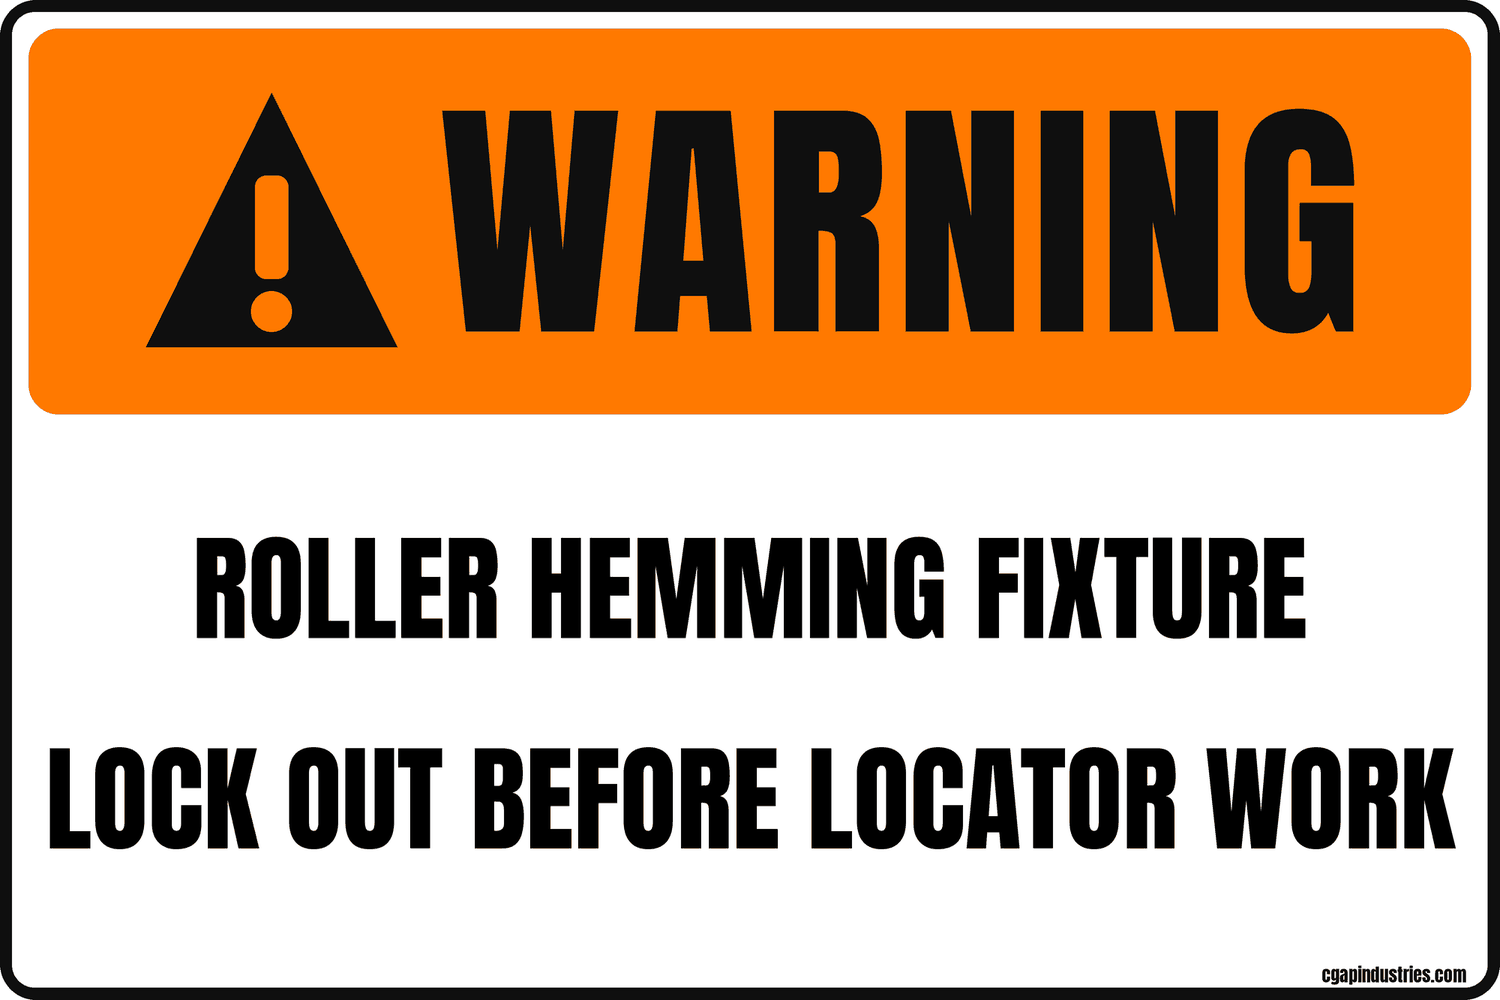 WARNING
ROLLER HEMMING FIXTURE
LOCK OUT BEFORE LOCATOR WORK
cgapindustries.com